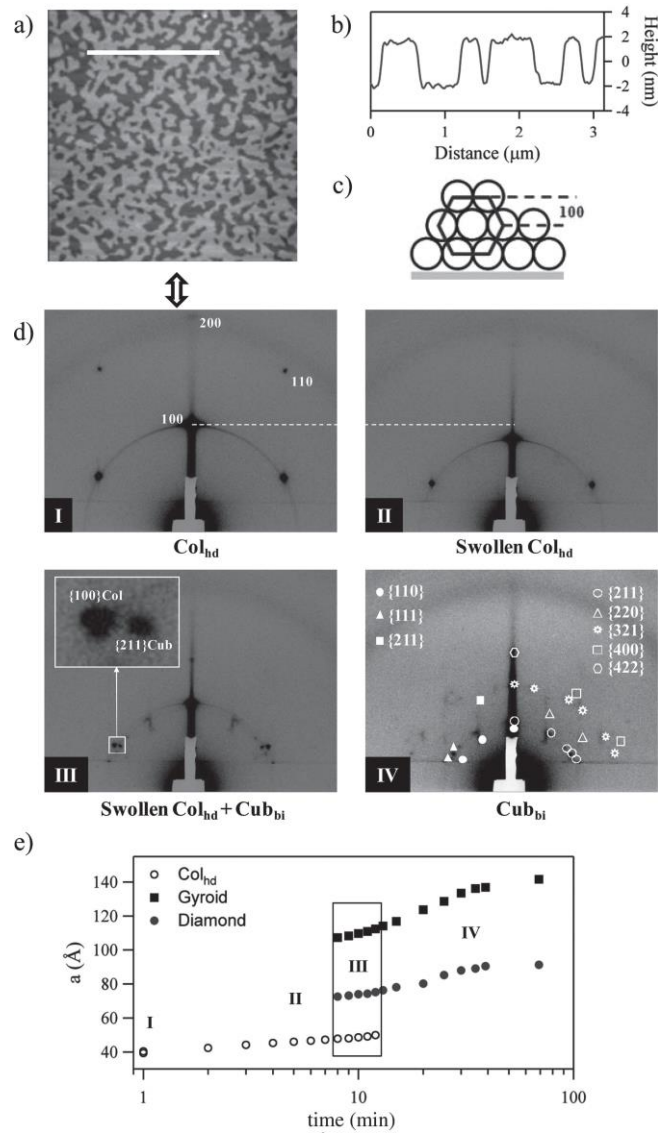 a)
b)
4
2
0
-2
-4
Height (nm)
0
1
2
3
Distance (μm)
c)
100
d)
200
110
100
I
Col_hd
II
Swollen Col_hd
{100}Col
{211}Cub
III
Swollen Col_hd + Cub_bi
{110}
{111}
{211}
{211}
{220}
{321}
{400}
{422}
IV
Cub_bi
e)
Col_hd
Gyroid
Diamond
140
120
100
80
60
40
a (Å)
I
II
III
IV
1
10
100
time (min)